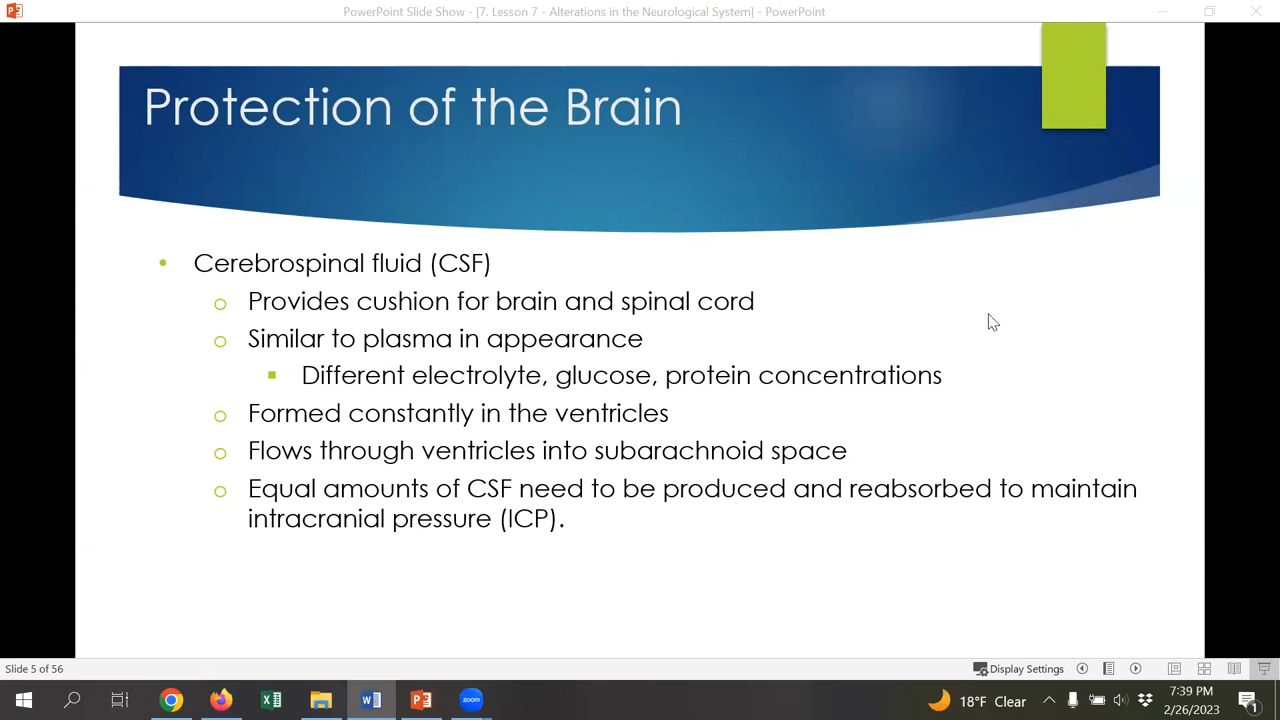 PowerPoint Slide Show - [7. Lesson 7 - Alterations in the Neurological System] - PowerPoint
Protection of the Brain
• Cerebrospinal fluid (CSF)
o Provides cushion for brain and spinal cord
o Similar to plasma in appearance
▪ Different electrolyte, glucose, protein concentrations
o Formed constantly in the ventricles
o Flows through ventricles into subarachnoid space
o Equal amounts of CSF need to be produced and reabsorbed to maintain
intracranial pressure (ICP).
Slide 5 of 56
Display Settings
zoom
18°F Clear
7:39 PM
2/26/2023
1